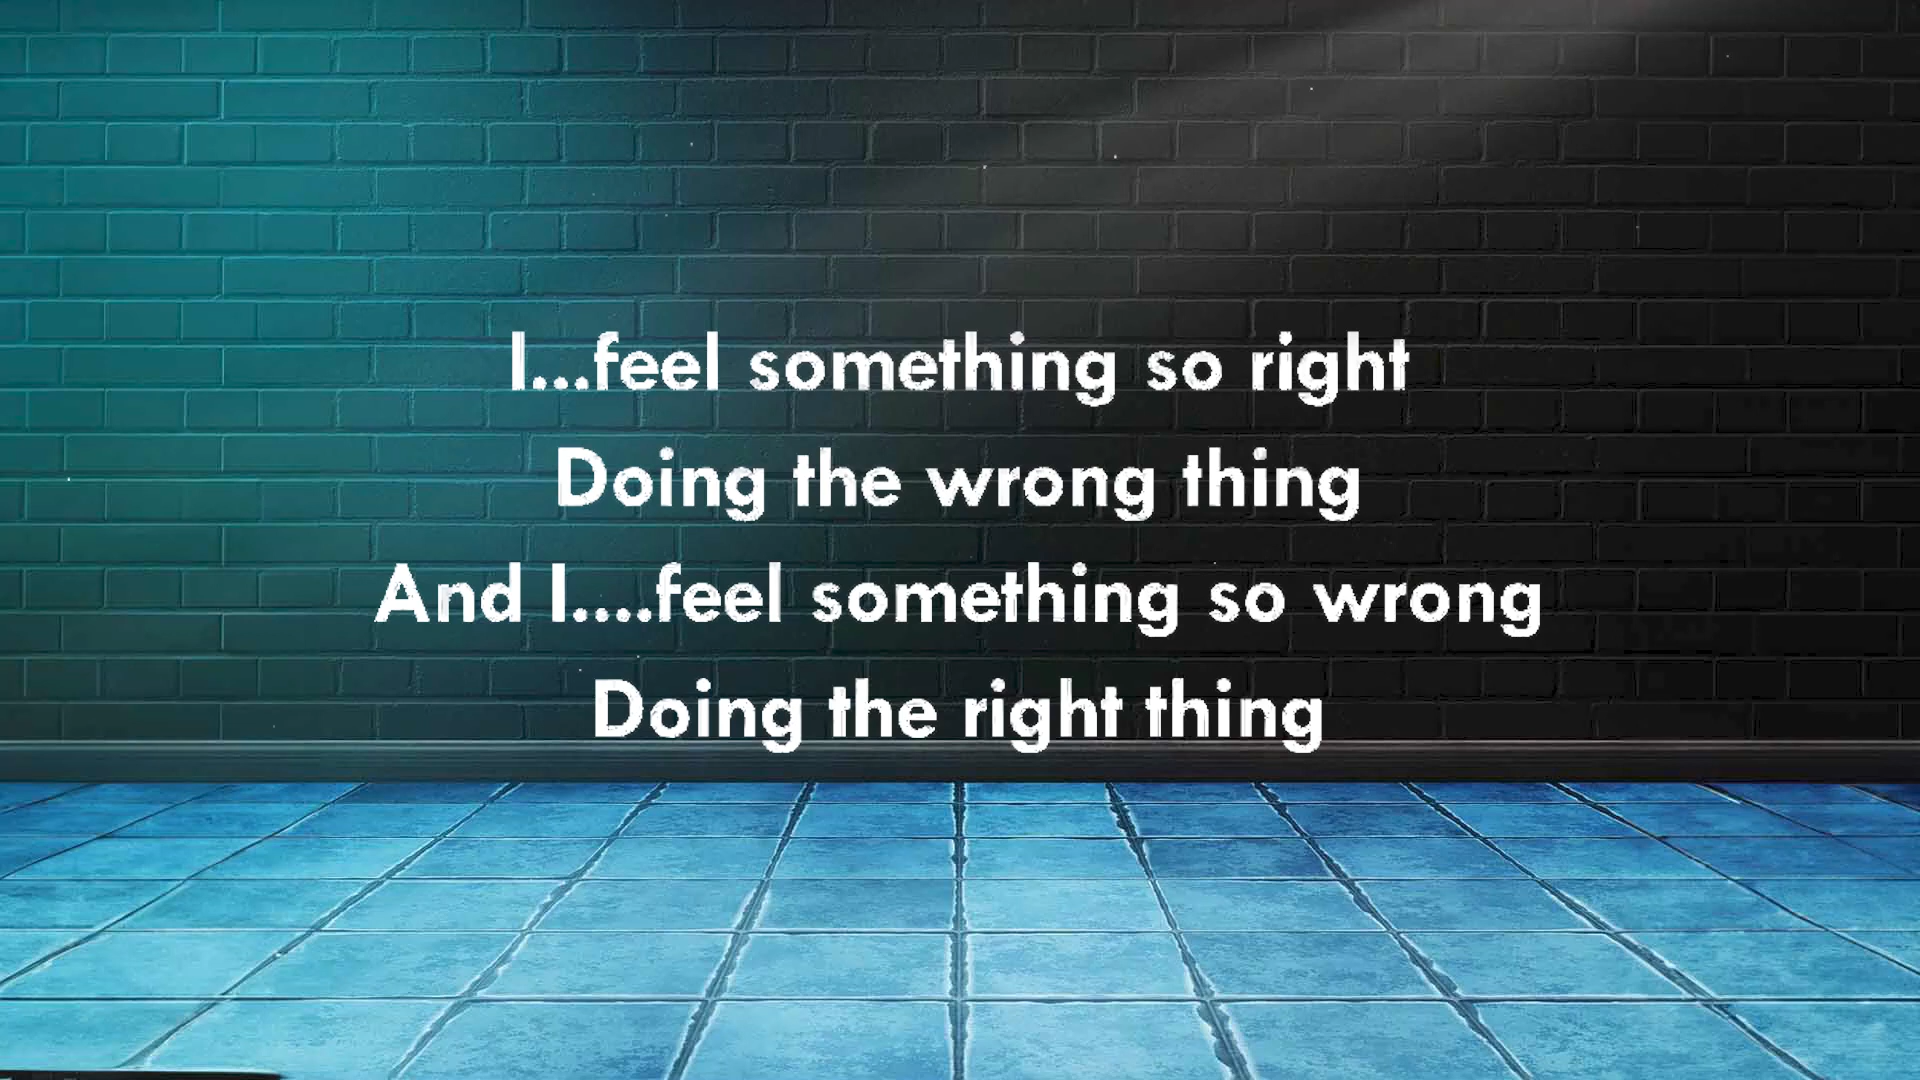 I...feel something so right
Doing the wrong thing
And I....feel something so wrong
Doing the right thing